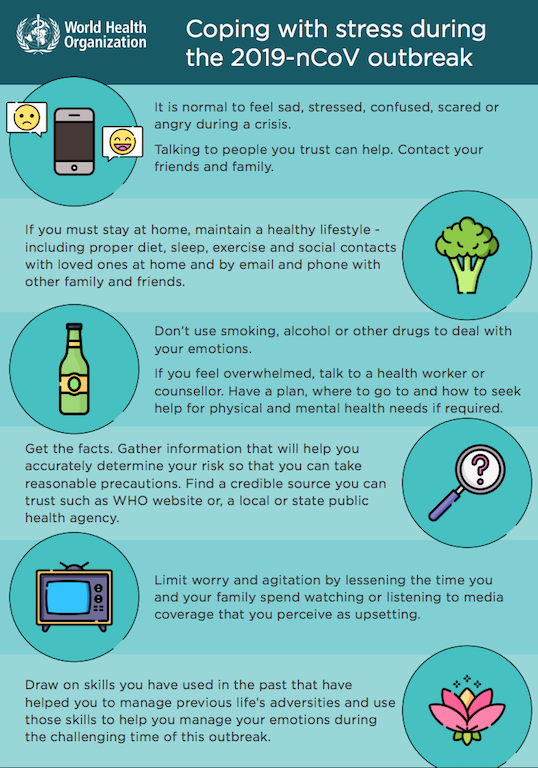 World Health
Organization
Coping with stress during
the 2019-nCoV outbreak
It is normal to feel sad, stressed, confused, scared or
angry during a crisis.
Talking to people you trust can help. Contact your
friends and family.
If you must stay at home, maintain a healthy lifestyle -
including proper diet, sleep, exercise and social contacts
with loved ones at home and by email and phone with
other family and friends.
Don't use smoking, alcohol or other drugs to deal with
your emotions.
If you feel overwhelmed, talk to a health worker or
counsellor. Have a plan, where to go to and how to seek
help for physical and mental health needs if required.
Get the facts. Gather information that will help you
accurately determine your risk so that you can take
reasonable precautions. Find a credible source you can
trust such as WHO website or, a local or state public
health agency.
?
Limit worry and agitation by lessening the time you
and your family spend watching or listening to media
coverage that you perceive as upsetting.
Draw on skills you have used in the past that have
helped you to manage previous life's adversities and use
those skills to help you manage your emotions during
the challenging time of this outbreak.